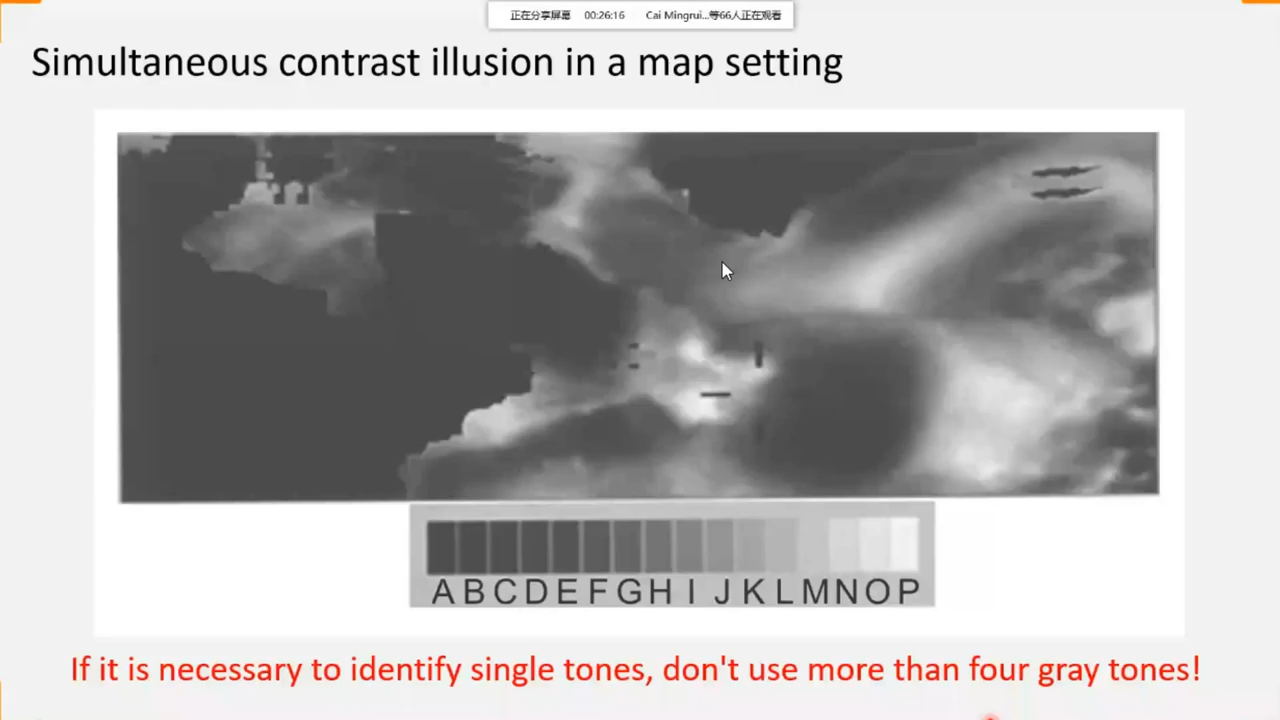 正在分享屏幕 00:26:16 Cai Mingrui...等66人正在观看
Simultaneous contrast illusion in a map setting
A B C D E F G H I J K L M N O P
If it is necessary to identify single tones, don't use more than four gray tones!